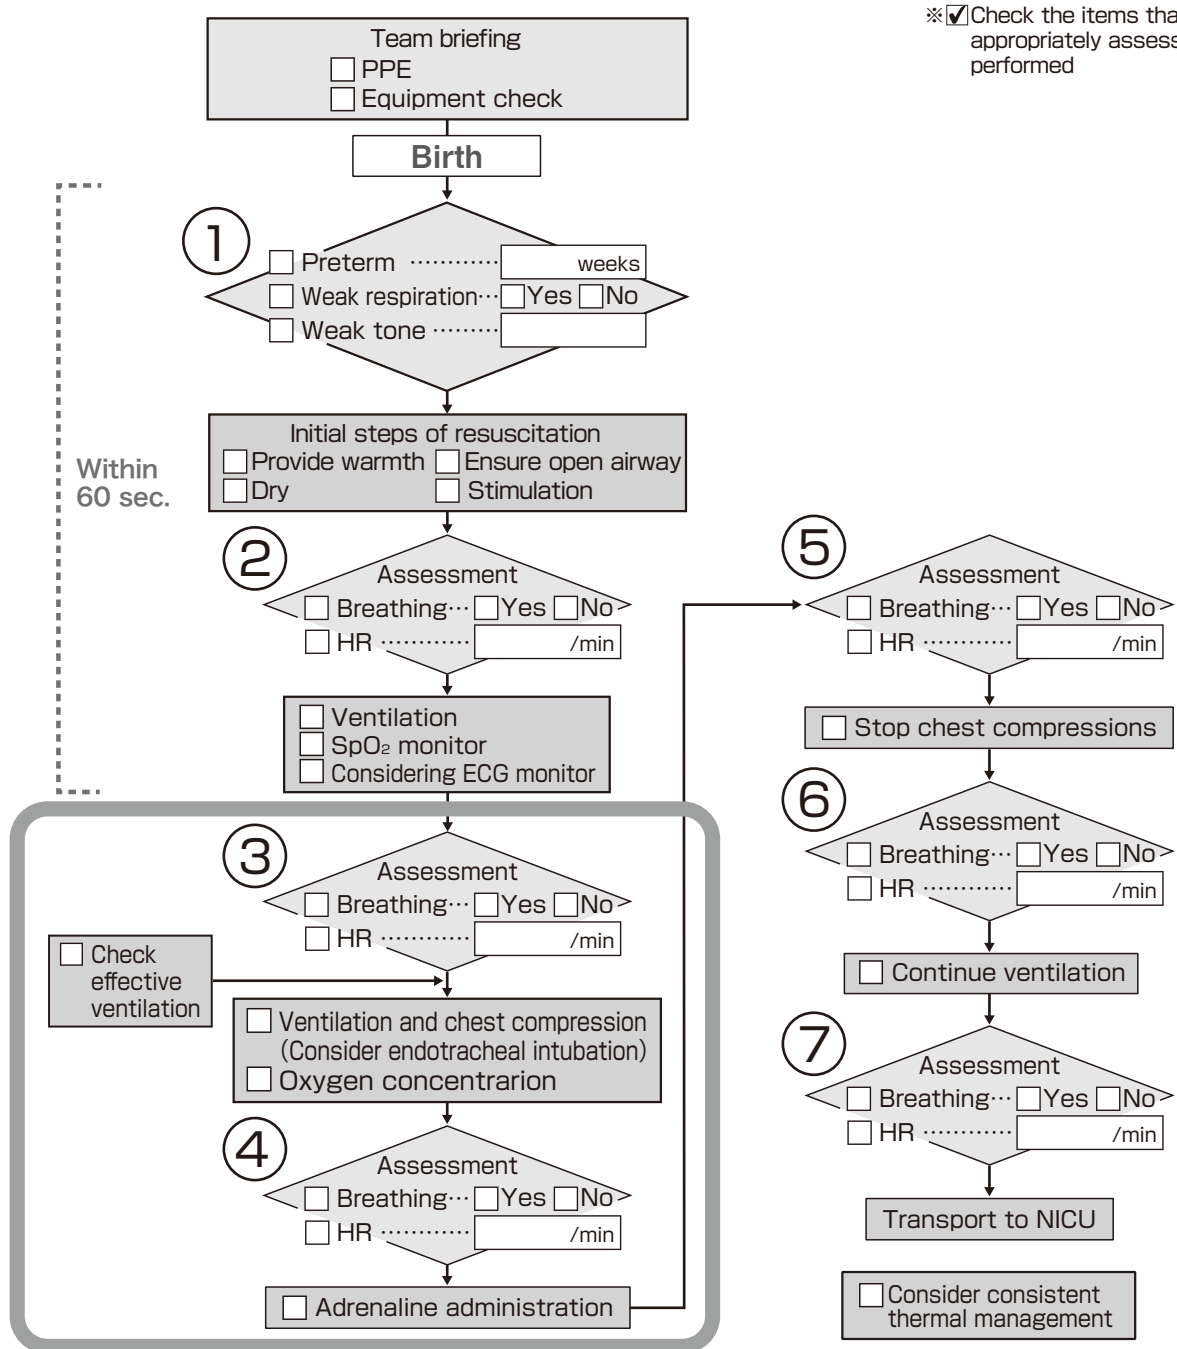 ※☑Check the items tha
appropriately assess
performed
Team briefing
□ PPE
□ Equipment check
Birth
Within
60 sec.
①
□ Preterm ………… weeks
□ Weak respiration… □Yes □No
□ Weak tone ………
Initial steps of resuscitation
□Provide warmth □Ensure open airway
□Dry □Stimulation
②
Assessment
□ Breathing… □Yes □No
□ HR ………… /min
□ Ventilation
□ SpO₂ monitor
□ Considering ECG monitor
③
Assessment
□ Breathing… □Yes □No
□ HR ………… /min
□ Check
effective
ventilation
□ Ventilation and chest compression
(Consider endotracheal intubation)
□ Oxygen concentrarion
④
Assessment
□ Breathing… □Yes □No
□ HR ………… /min
□ Adrenaline administration
⑤
Assessment
□ Breathing… □Yes □No
□ HR ………… /min
□ Stop chest compressions
⑥
Assessment
□ Breathing… □Yes □No
□ HR ………… /min
□ Continue ventilation
⑦
Assessment
□ Breathing… □Yes □No
□ HR ………… /min
Transport to NICU
□ Consider consistent
thermal management